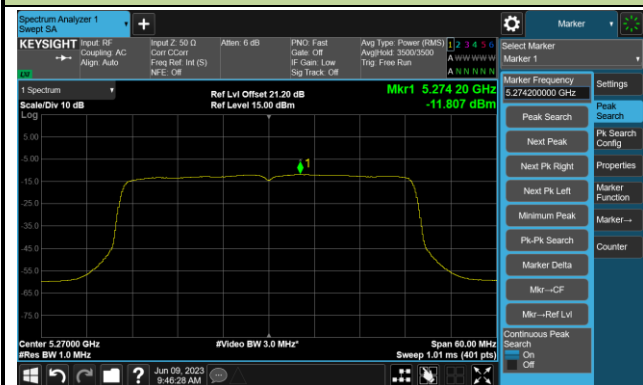 Spectrum Analyzer 1
Swept SA
+
Marker
KEYSIGHT
Input: RF
Coupling: AC
Align: Auto
Input Z: 50 Ω
Corr CCorr
Freq Ref: Int (S)
NFE: Off
Atten: 6 dB
PNO: Fast
Gate: Off
IF Gain: Low
Sig Track: Off
Avg Type: Power (RMS)
Avg|Hold: 3500/3500
Trig: Free Run
1 2 3 4 5 6
A W W W W W
A N N N N N
Select Marker
Marker 1
LXI
1 Spectrum
Scale/Div 10 dB
Log
Ref Lvl Offset 21.20 dB
Ref Level 15.00 dBm
Mkr1 5.274 20 GHz
-11.807 dBm
5.00
-5.00
-15.0
-25.0
-35.0
-45.0
-55.0
-65.0
-75.0
1
Center 5.27000 GHz
#Res BW 1.0 MHz
#Video BW 3.0 MHz*
Span 60.00 MHz
Sweep 1.01 ms (401 pts)
Marker Frequency
5.274200000 GHz
Peak Search
Next Peak
Next Pk Right
Next Pk Left
Minimum Peak
Pk-Pk Search
Marker Delta
Mkr→CF
Mkr→Ref Lvl
Continuous Peak
Search
On
Off
Settings
Peak
Search
Pk Search
Config
Properties
Marker
Function
Marker→
Counter
?
Jun 09, 2023
9:46:28 AM